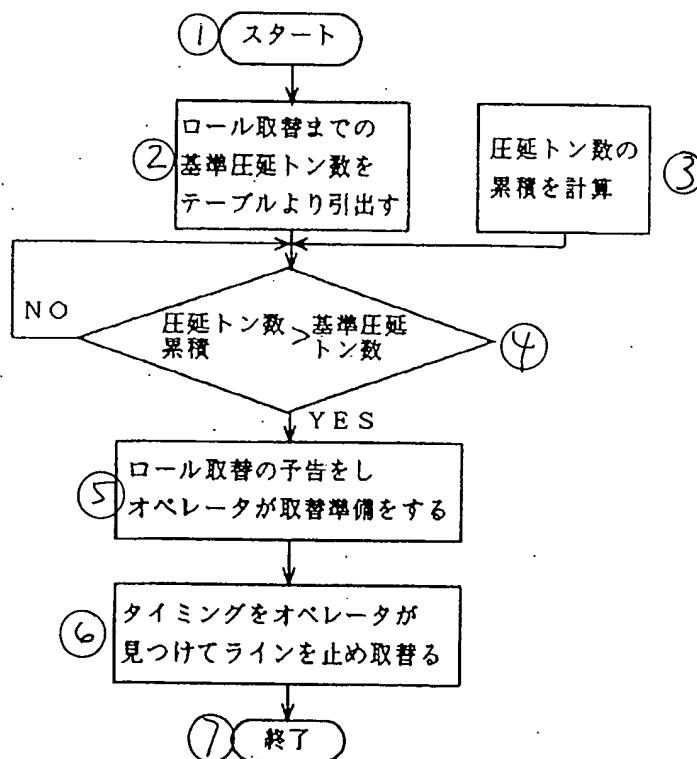 ① スタート
② ロール取替までの
基準圧延トン数を
テーブルより引出す
圧延トン数の
累積を計算
③
NO
圧延トン数 > 基準圧延
累積 トン数
④
YES
⑤ ロール取替の予告をし
オペレータが取替準備をする
⑥ タイミングをオペレータが
見つけてラインを止め取替る
⑦ 終了